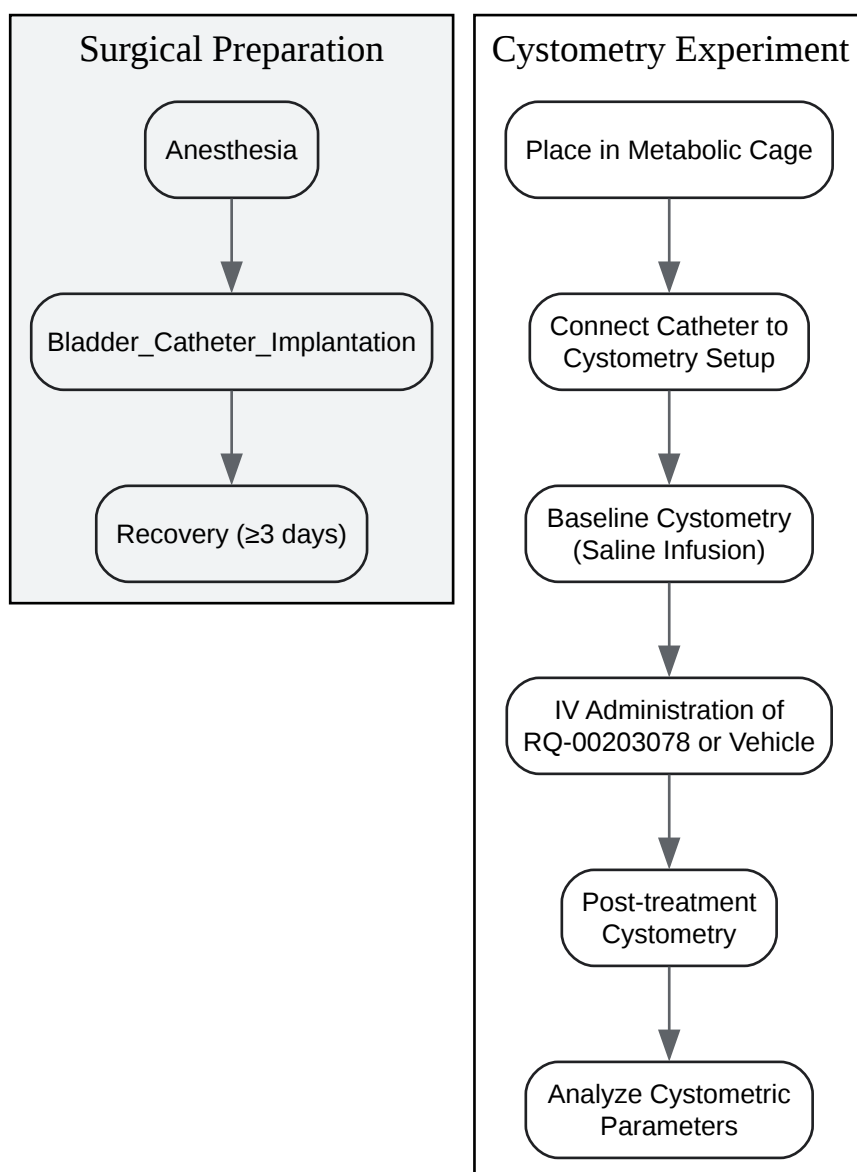 Surgical Preparation
Anesthesia
Bladder_Catheter_Implantation
Recovery (≥3 days)
Cystometry Experiment
Place in Metabolic Cage
Connect Catheter to
Cystometry Setup
Baseline Cystometry
(Saline Infusion)
IV Administration of
RQ-00203078 or Vehicle
Post-treatment
Cystometry
Analyze Cystometric
Parameters